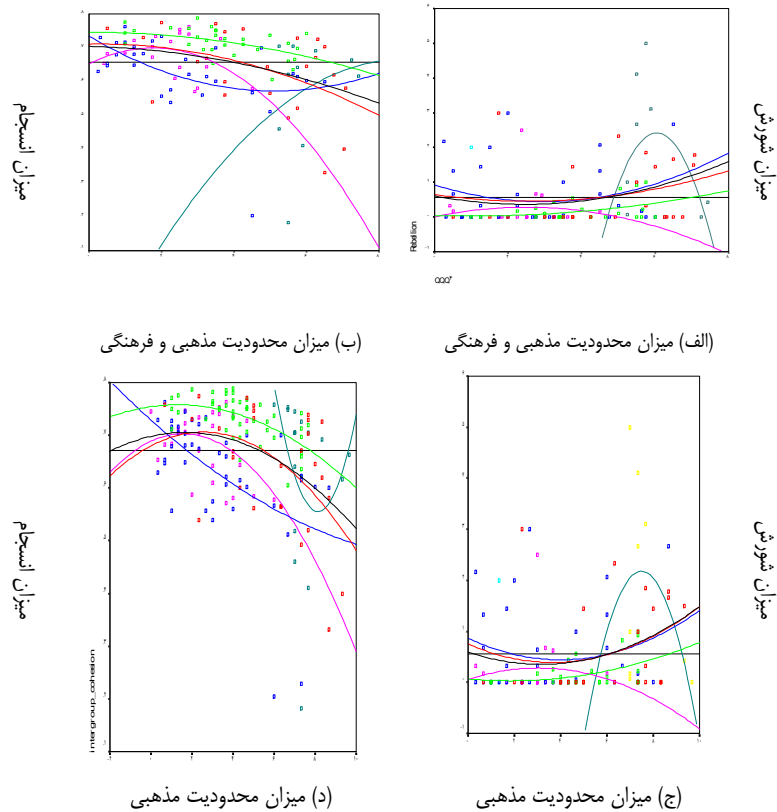 میزان شورش
Rebellion
(الف) میزان محدودیت مذهبی و فرهنگی
میزان انسجام
(ب) میزان محدودیت مذهبی و فرهنگی
میزان شورش
(ج) میزان محدودیت مذهبی
میزان انسجام
intergroup_cohesion
(د) میزان محدودیت مذهبی